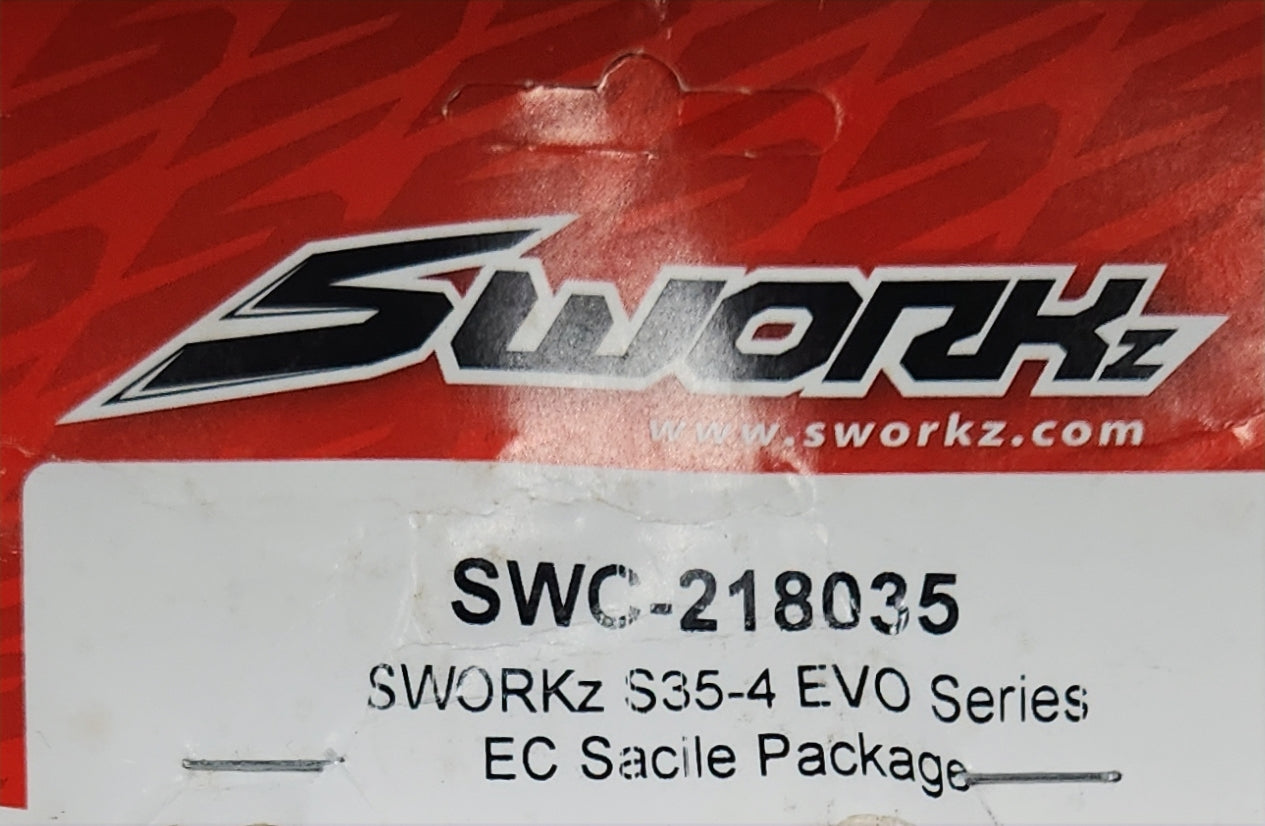 SWORKz
www.sworkz.com
SWC-218035
SWORKz S35-4 EVO Series
EC Sacile Package